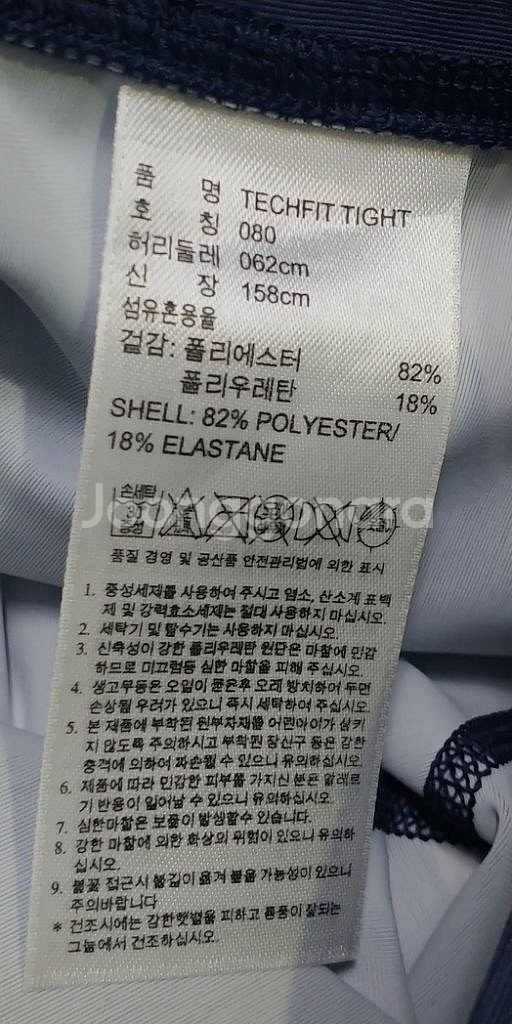 품 명 TECHFIT TIGHT
호 칭 080
허리둘레 062cm
신 장 158cm
섬유혼용율
겉감: 폴리에스터 82%
폴리우레탄 18%
SHELL: 82% POLYESTER/
18% ELASTANE
손세탁
30
중성
Joongonara
품질 경영 및 공산품 안전관리법에 의한 표시
1. 중성세제를 사용하여 주시고 염소, 산소계 표백
제 및 강력효소세제는 절대 사용하지 마십시오.
2. 세탁기 및 탈수기는 사용하지 마십시오.
3. 신축성이 강한 폴리우레탄 원단은 마찰에 민감
하므로 미끄럼등 심한 마찰을 피해 주십시오.
4. 생고무등은 오일이 묻은후 오래 방치하여 두면
손상될 우려가 있으니 즉시 세탁하여 주십시오.
5. 본 제품에 부착된 원부자재를 어린아이가 삼키
지 않도록 주의하시고 부착된 장신구 등은 강한
충격에 의하여 파손될 수 있으니 유의하십시오.
6. 제품에 따라 민감한 피부를 가지신 분은 알레르
기 반응이 일어날 수 있으니 유의하십시오.
7. 심한마찰은 보풀이 발생할수 있습니다.
8. 강한 마찰에 의한 화상의 위험이 있으니 유의하
십시오.
9. 불꽃 접근시 불길이 옮겨 붙을 가능성이 있으니
주의바랍니다
* 건조시에는 강한햇볕을 피하고 통풍이 잘되는
그늘에서 건조하십시오.